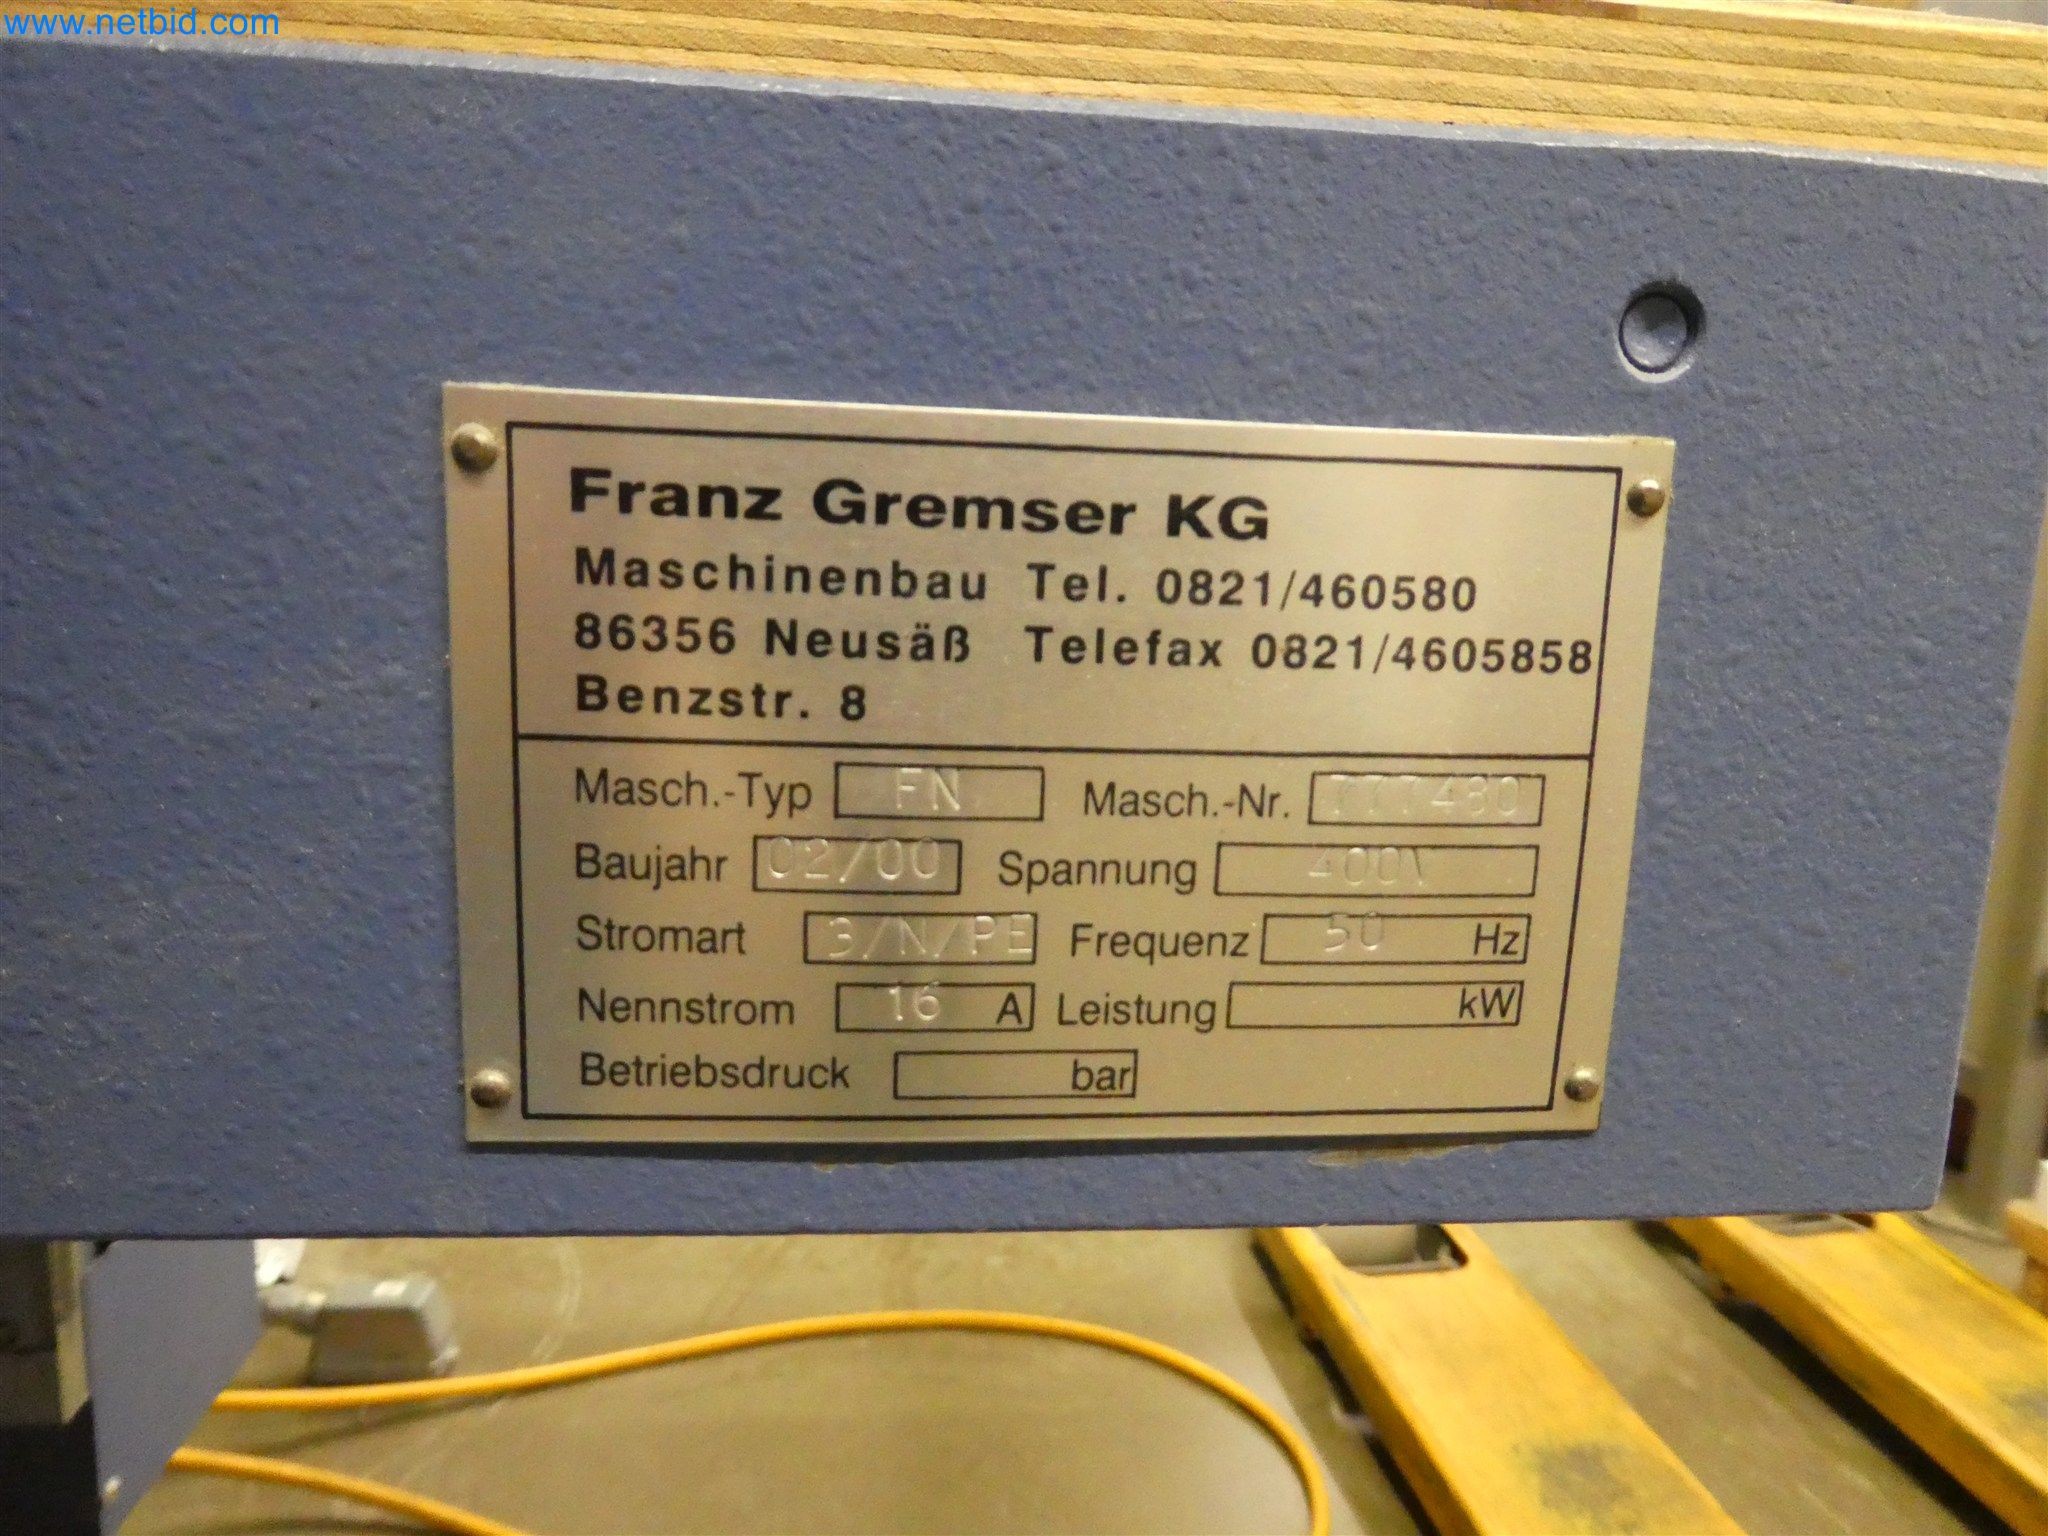 www.netbid.com
Franz Gremser KG
Maschinenbau Tel. 0821/460580
86356 Neusäß Telefax 0821/4605858
Benzstr. 8
Masch.-Typ FN Masch.-Nr. 777480
Baujahr 02/00 Spannung 400V
Stromart 3/N/PE Frequenz 50 Hz
Nennstrom 16 A Leistung kW
Betriebsdruck bar